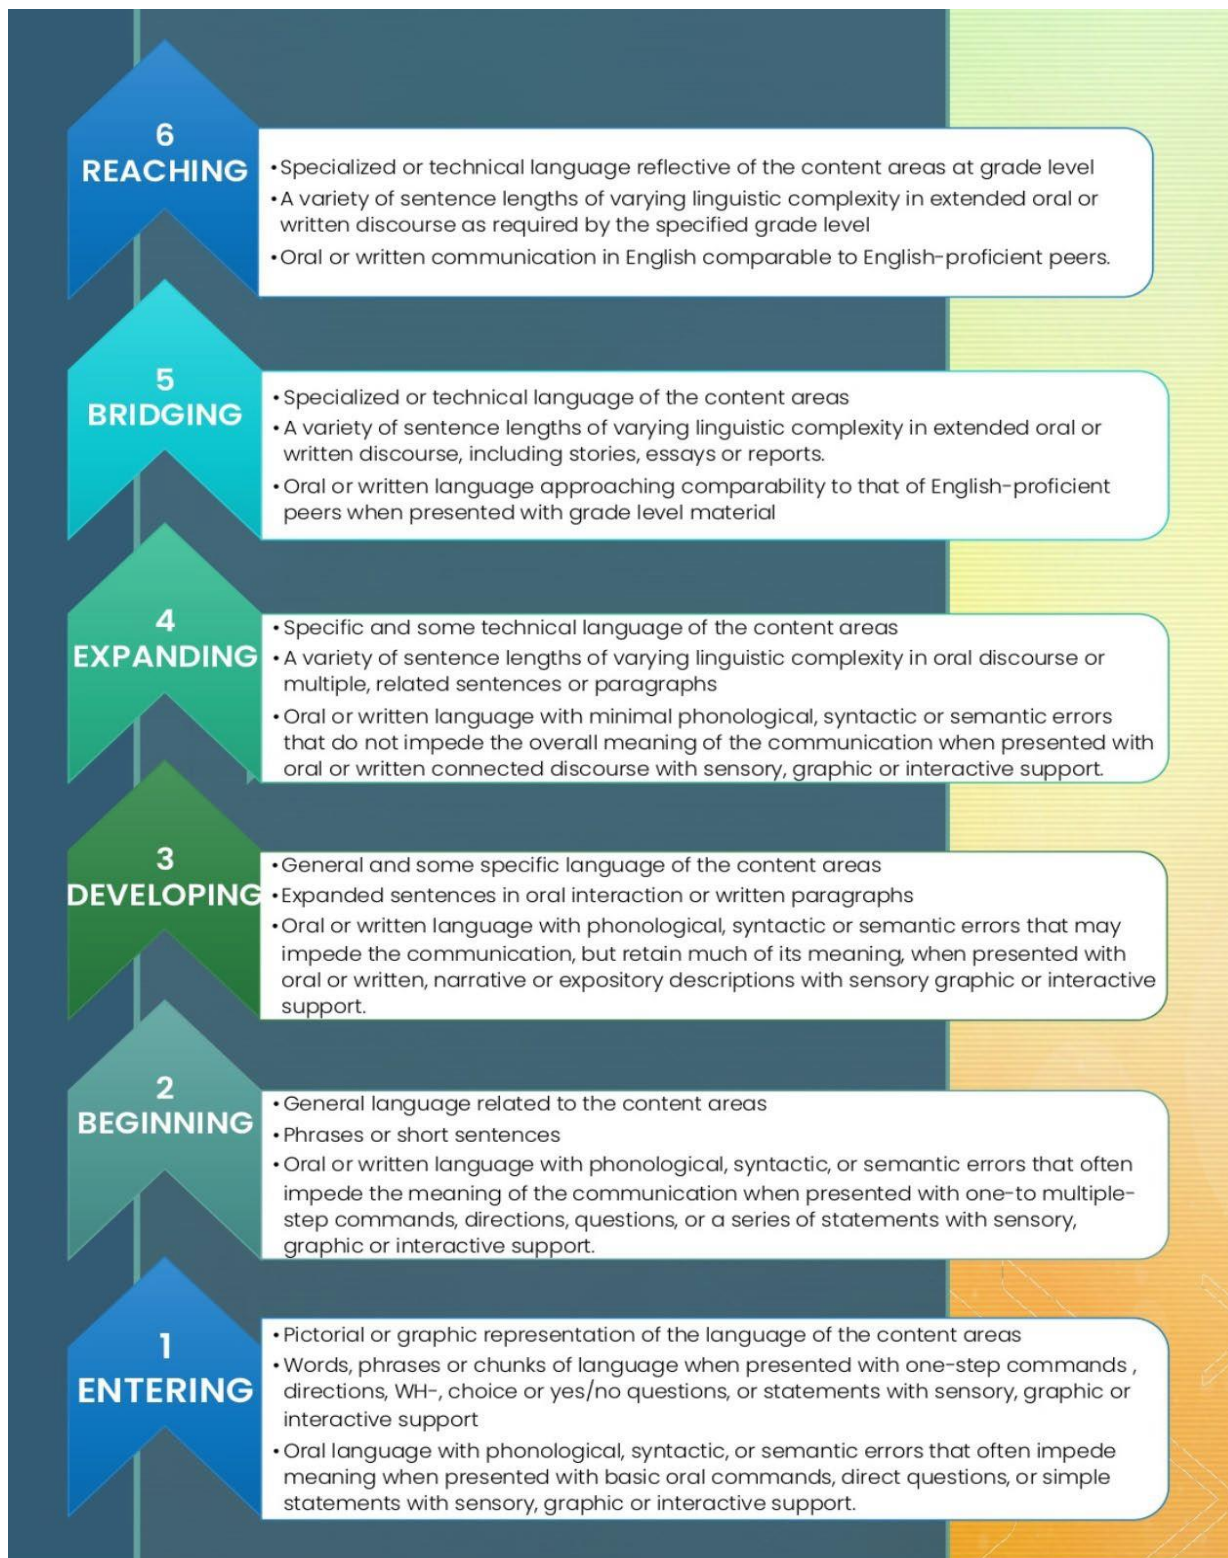 6
REACHING
•Specialized or technical language reflective of the content areas at grade level
•A variety of sentence lengths of varying linguistic complexity in extended oral or
written discourse as required by the specified grade level
•Oral or written communication in English comparable to English-proficient peers.
5
BRIDGING
•Specialized or technical language of the content areas
•A variety of sentence lengths of varying linguistic complexity in extended oral or
written discourse, including stories, essays or reports.
•Oral or written language approaching comparability to that of English-proficient
peers when presented with grade level material
4
EXPANDING
•Specific and some technical language of the content areas
•A variety of sentence lengths of varying linguistic complexity in oral discourse or
multiple, related sentences or paragraphs
•Oral or written language with minimal phonological, syntactic or semantic errors
that do not impede the overall meaning of the communication when presented with
oral or written connected discourse with sensory, graphic or interactive support.
3
DEVELOPING
•General and some specific language of the content areas
•Expanded sentences in oral interaction or written paragraphs
•Oral or written language with phonological, syntactic or semantic errors that may
impede the communication, but retain much of its meaning, when presented with
oral or written, narrative or expository descriptions with sensory graphic or interactive
support.
2
BEGINNING
•General language related to the content areas
•Phrases or short sentences
•Oral or written language with phonological, syntactic, or semantic errors that often
impede the meaning of the communication when presented with one-to multiple-
step commands, directions, questions, or a series of statements with sensory,
graphic or interactive support.
1
ENTERING
•Pictorial or graphic representation of the language of the content areas
•Words, phrases or chunks of language when presented with one-step commands ,
directions, WH-, choice or yes/no questions, or statements with sensory, graphic or
interactive support
•Oral language with phonological, syntactic, or semantic errors that often impede
meaning when presented with basic oral commands, direct questions, or simple
statements with sensory, graphic or interactive support.